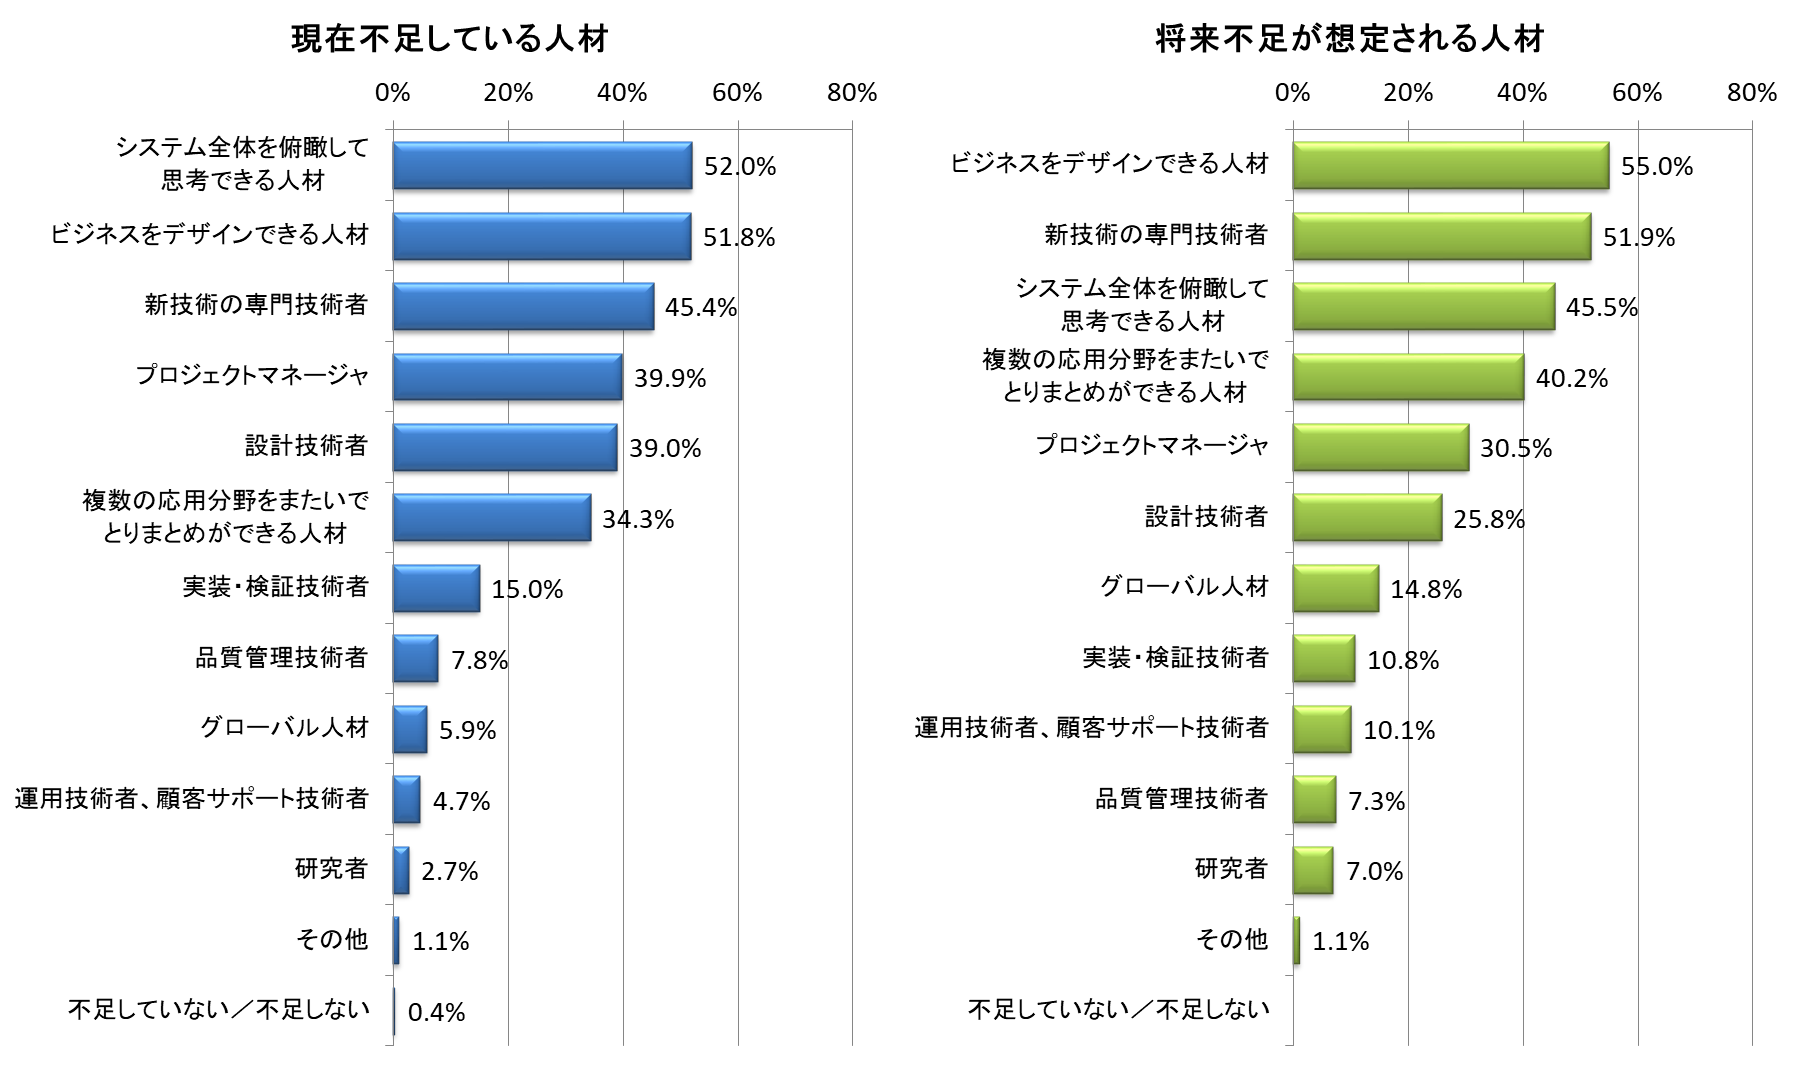 現在不足している人材
0% 20% 40% 60% 80%
システム全体を俯瞰して
思考できる人材
52.0%
ビジネスをデザインできる人材 51.8%
新技術の専門技術者 45.4%
プロジェクトマネージャ 39.9%
設計技術者 39.0%
複数の応用分野をまたいで
とりまとめができる人材
34.3%
実装・検証技術者 15.0%
品質管理技術者 7.8%
グローバル人材 5.9%
運用技術者、顧客サポート技術者 4.7%
研究者 2.7%
その他 1.1%
不足していない／不足しない 0.4%
将来不足が想定される人材
0% 20% 40% 60% 80%
ビジネスをデザインできる人材 55.0%
新技術の専門技術者 51.9%
システム全体を俯瞰して
思考できる人材
45.5%
複数の応用分野をまたいで
とりまとめができる人材
40.2%
プロジェクトマネージャ 30.5%
設計技術者 25.8%
グローバル人材 14.8%
実装・検証技術者 10.8%
運用技術者、顧客サポート技術者 10.1%
品質管理技術者 7.3%
研究者 7.0%
その他 1.1%
不足していない／不足しない